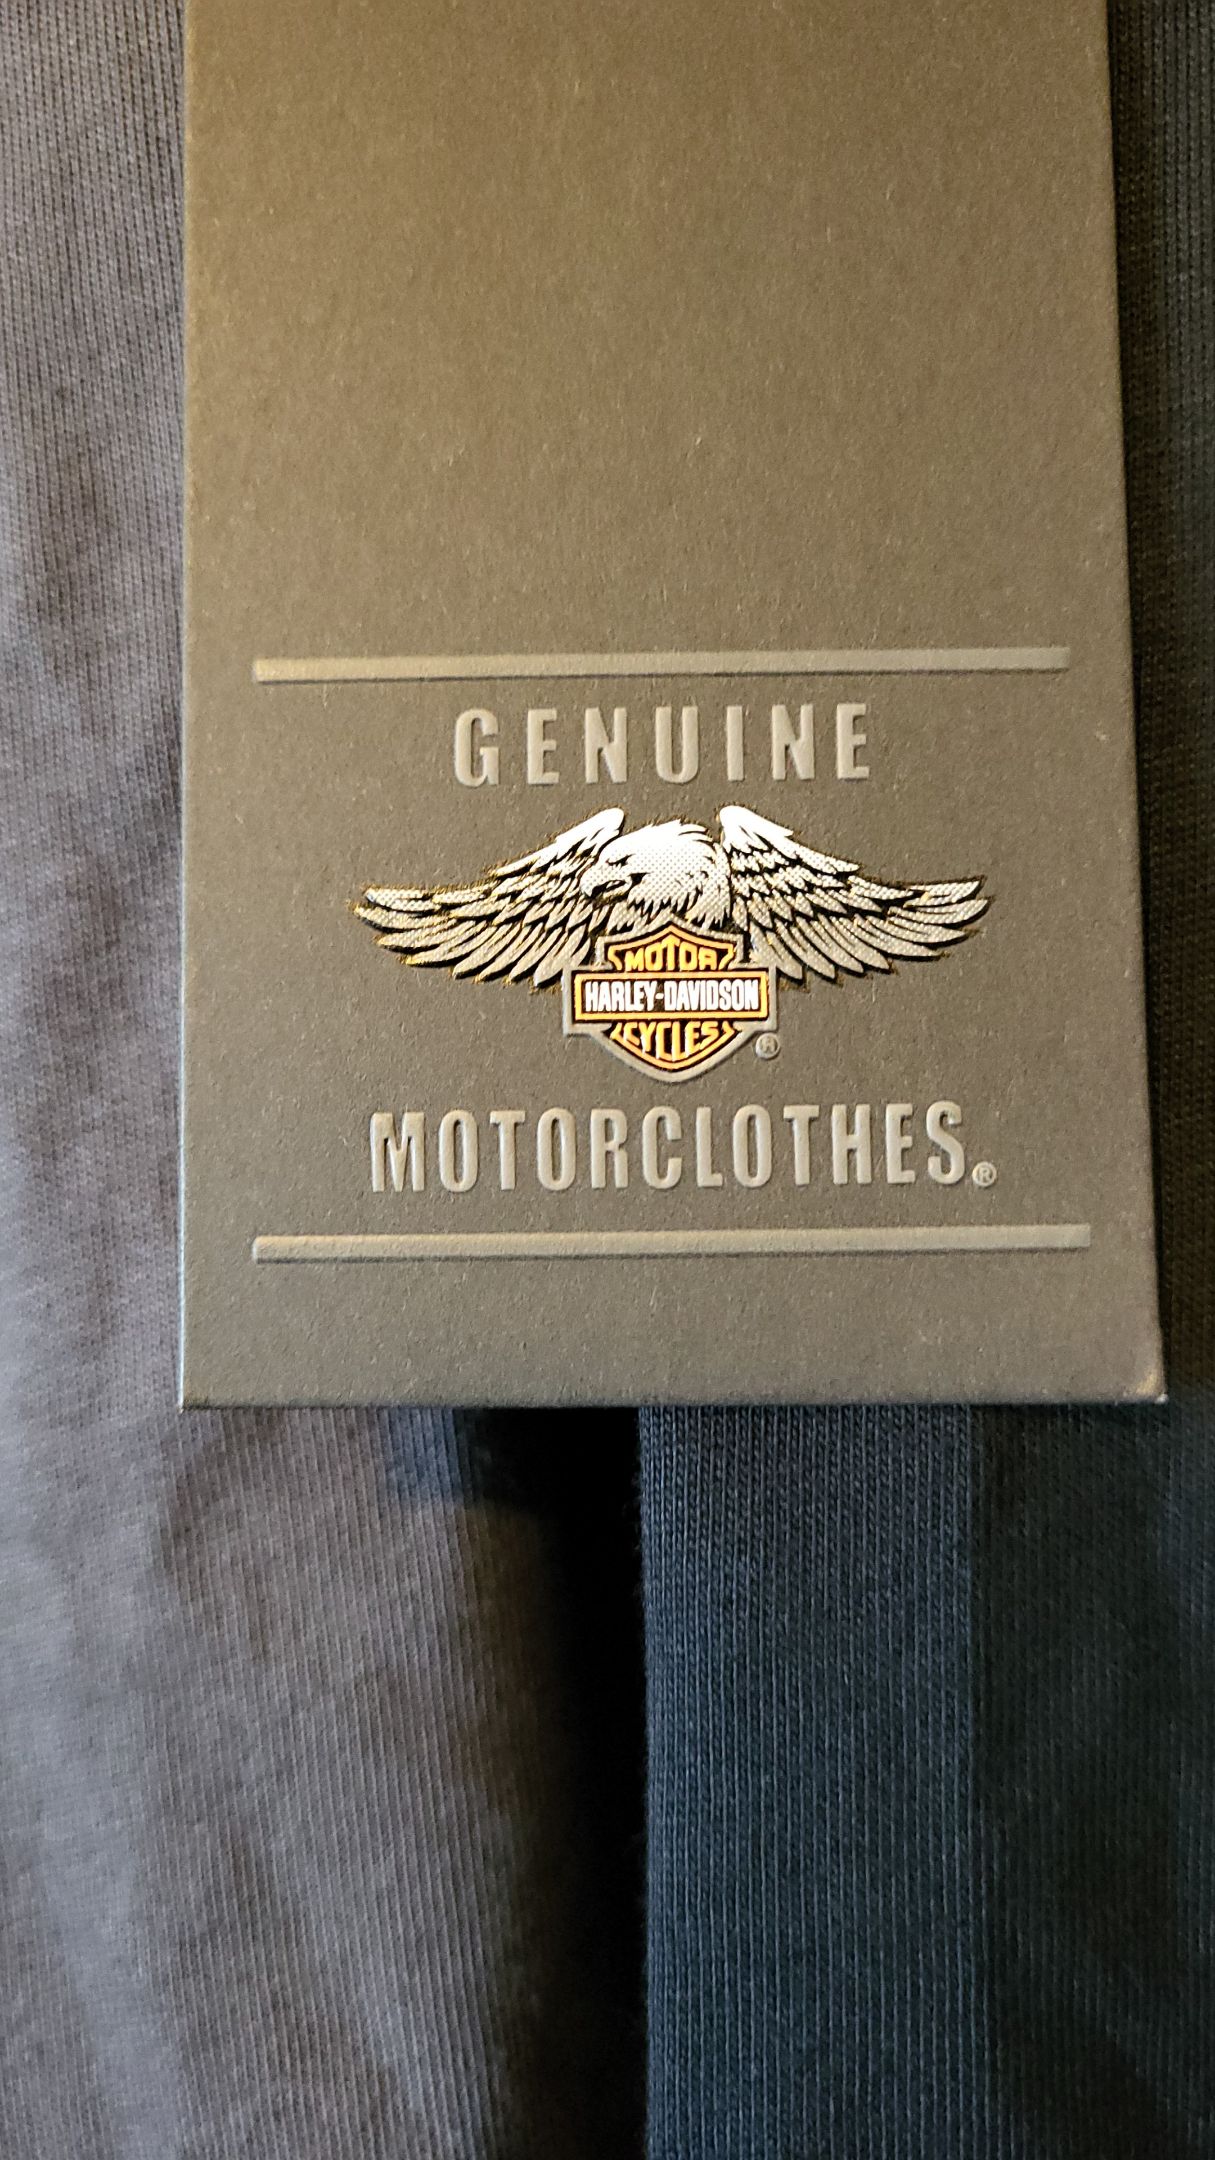 GENUINE
MOTOR
HARLEY-DAVIDSON
CYCLES
®
MOTORCLOTHES®